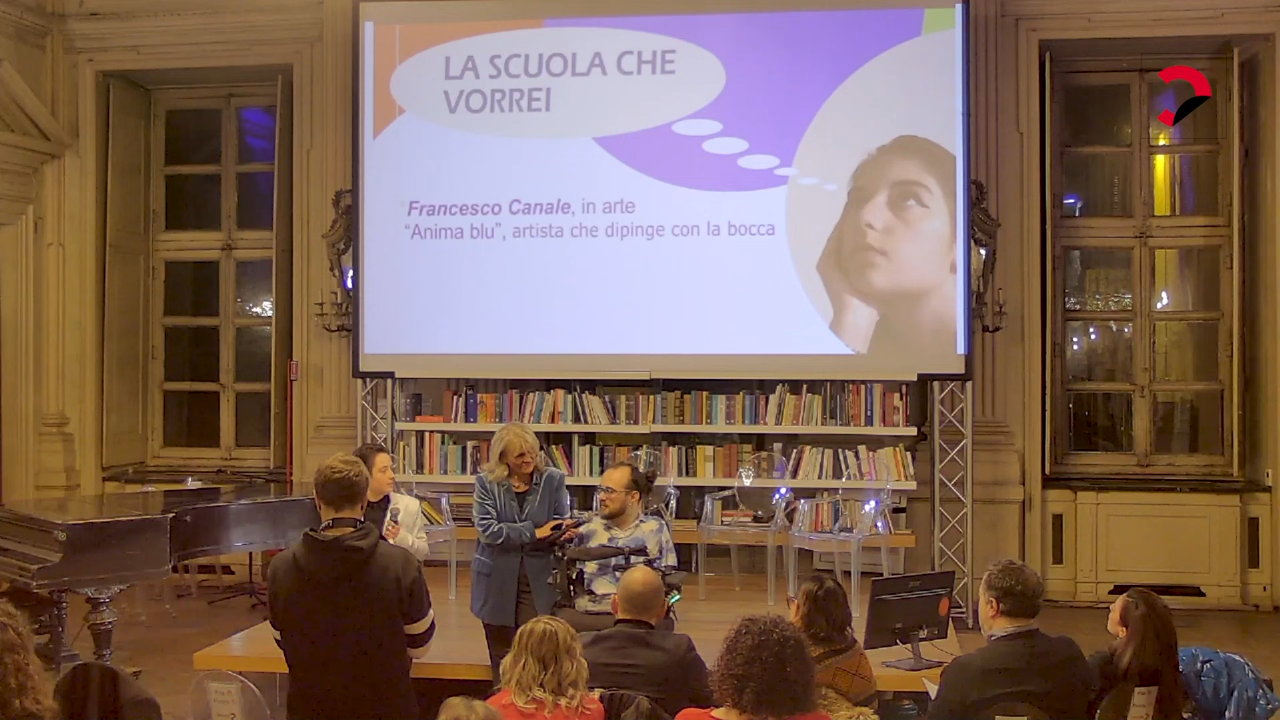 LA SCUOLA CHE
VORREI
Francesco Canale, in arte
“Anima blu”, artista che dipinge con la bocca